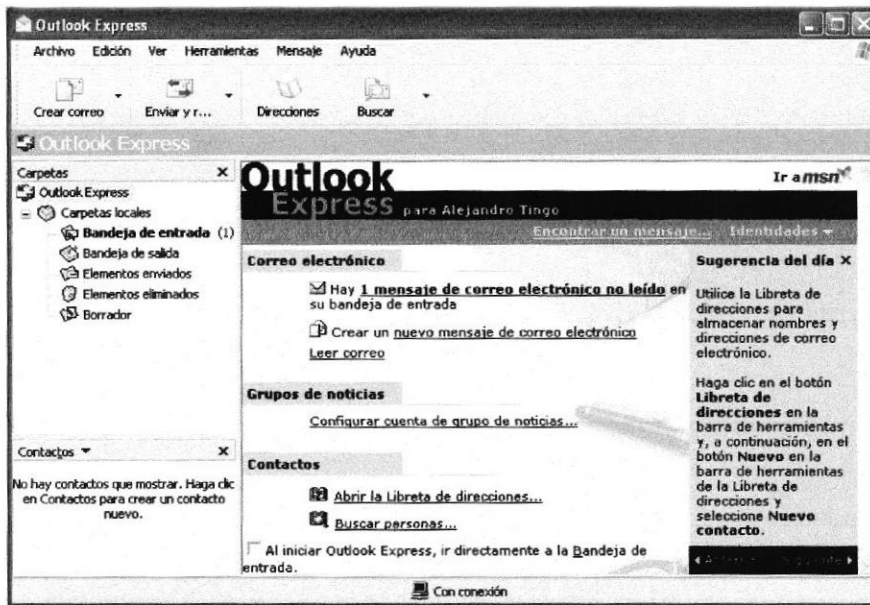 Outlook Express
Archivo Edición Ver Herramientas Mensaje Ayuda
Crear correo Enviar y r... Direcciones Buscar
Outlook Express
Carpetas
Outlook Express
Carpetas locales
Bandeja de entrada (1)
Bandeja de salida
Elementos enviados
Elementos eliminados
Borrador
Contactos
No hay contactos que mostrar. Haga clic
en Contactos para crear un contacto
nuevo.
Outlook
Express para Alejandro Tingo
Ir a msn
Encontrar un mensaje... Identidades
Correo electrónico
Hay 1 mensaje de correo electrónico no leído en
su bandeja de entrada
Crear un nuevo mensaje de correo electrónico
Leer correo
Grupos de noticias
Configurar cuenta de grupo de noticias...
Contactos
Abrir la Libreta de direcciones...
Buscar personas...
Al iniciar Outlook Express, ir directamente a la Bandeja de
entrada.
Sugerencia del día
Utilice la Libreta de
direcciones para
almacenar nombres y
direcciones de correo
electrónico.
Haga clic en el botón
Libreta de
direcciones en la
barra de herramientas
y, a continuación, en el
botón Nuevo en la
barra de herramientas
de la Libreta de
direcciones y
seleccione Nuevo
contacto.
Con conexión